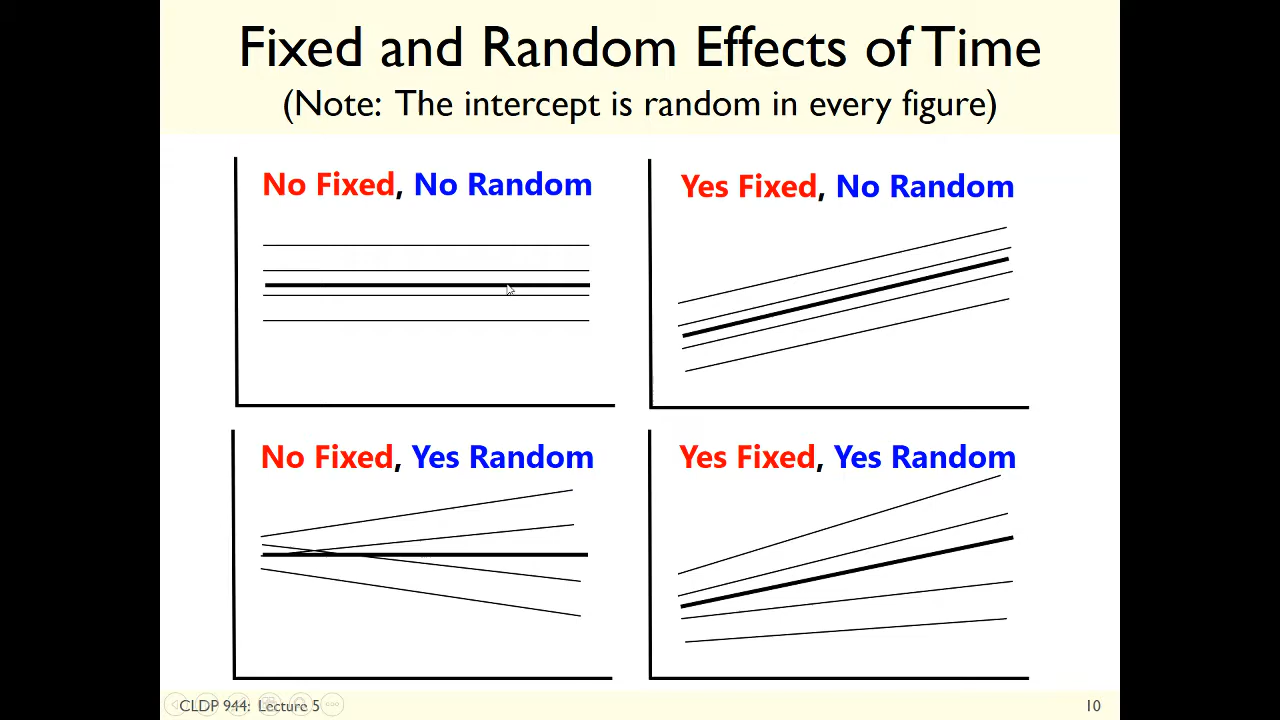 Fixed and Random Effects of Time
(Note: The intercept is random in every figure)
No Fixed, No Random
Yes Fixed, No Random
No Fixed, Yes Random
Yes Fixed, Yes Random
CLDP 944: Lecture 5
10